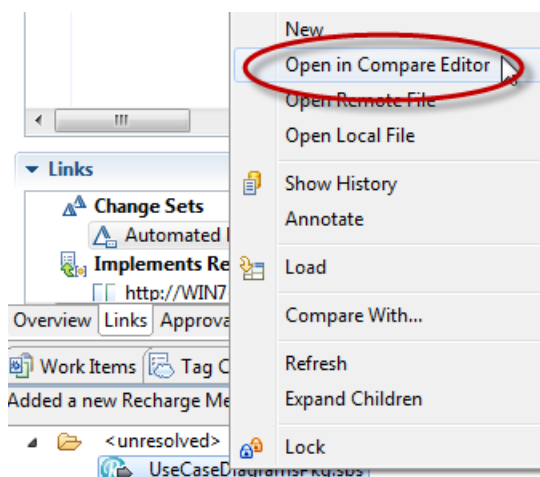 New
Open in Compare Editor
Open Remote File
Open Local File
Links
Change Sets
Show History
Automated
Annotate
Implements Re
Load
http://WIN7
Overview Links Approva
Compare With...
Work Items Tag C
Refresh
Added a new Recharge Me
Expand Children
<unresolved>
Lock
UseCaseDiagramsPkg.sbs